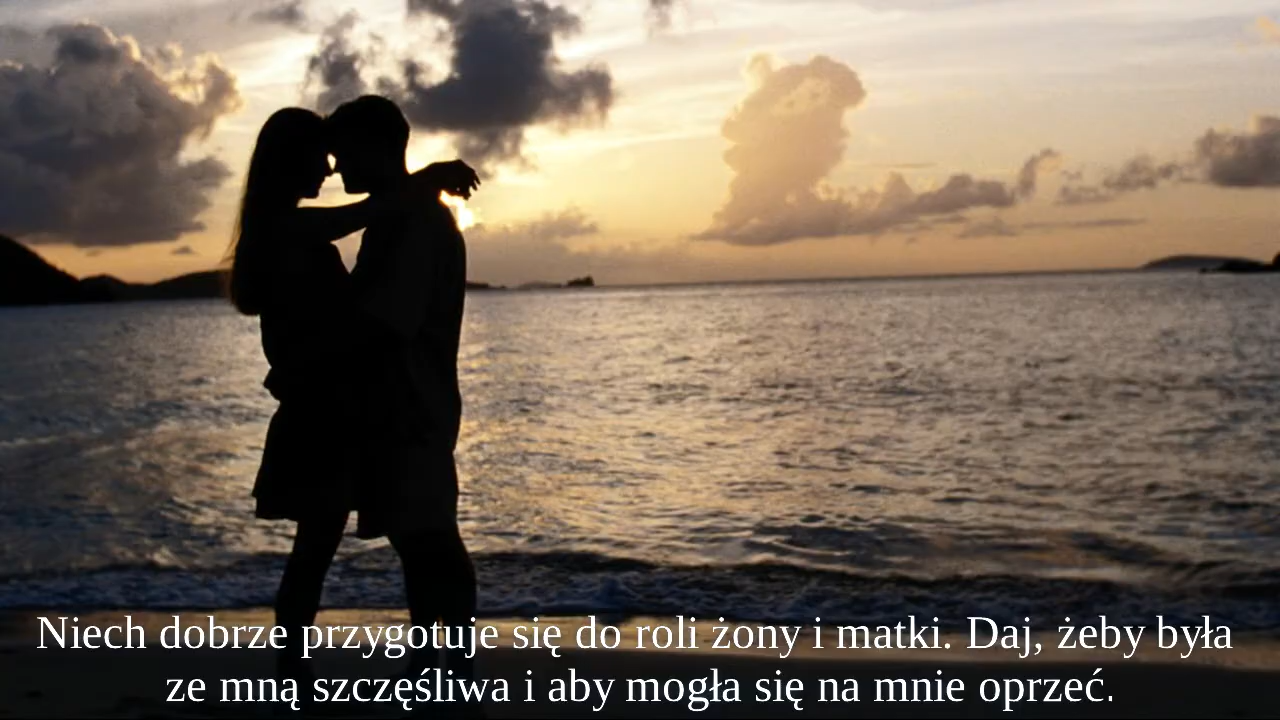 Niech dobrze przygotuje się do roli żony i matki. Daj, żeby była
ze mną szczęśliwa i aby mogła się na mnie oprzeć.